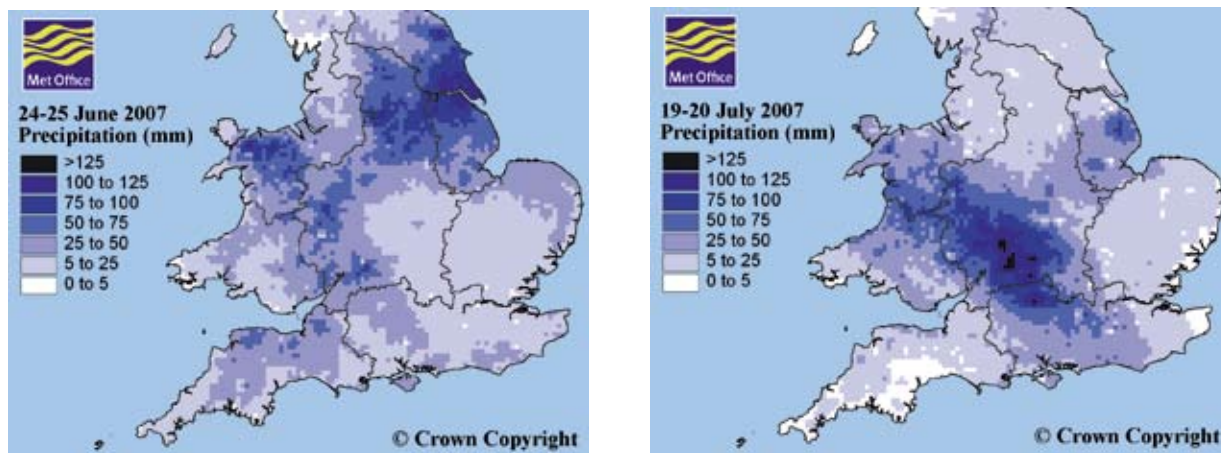 Met Office
24-25 June 2007
Precipitation (mm)
>125
100 to 125
75 to 100
50 to 75
25 to 50
5 to 25
0 to 5
© Crown Copyright
Met Office
19-20 July 2007
Precipitation (mm)
>125
100 to 125
75 to 100
50 to 75
25 to 50
5 to 25
0 to 5
© Crown Copyright